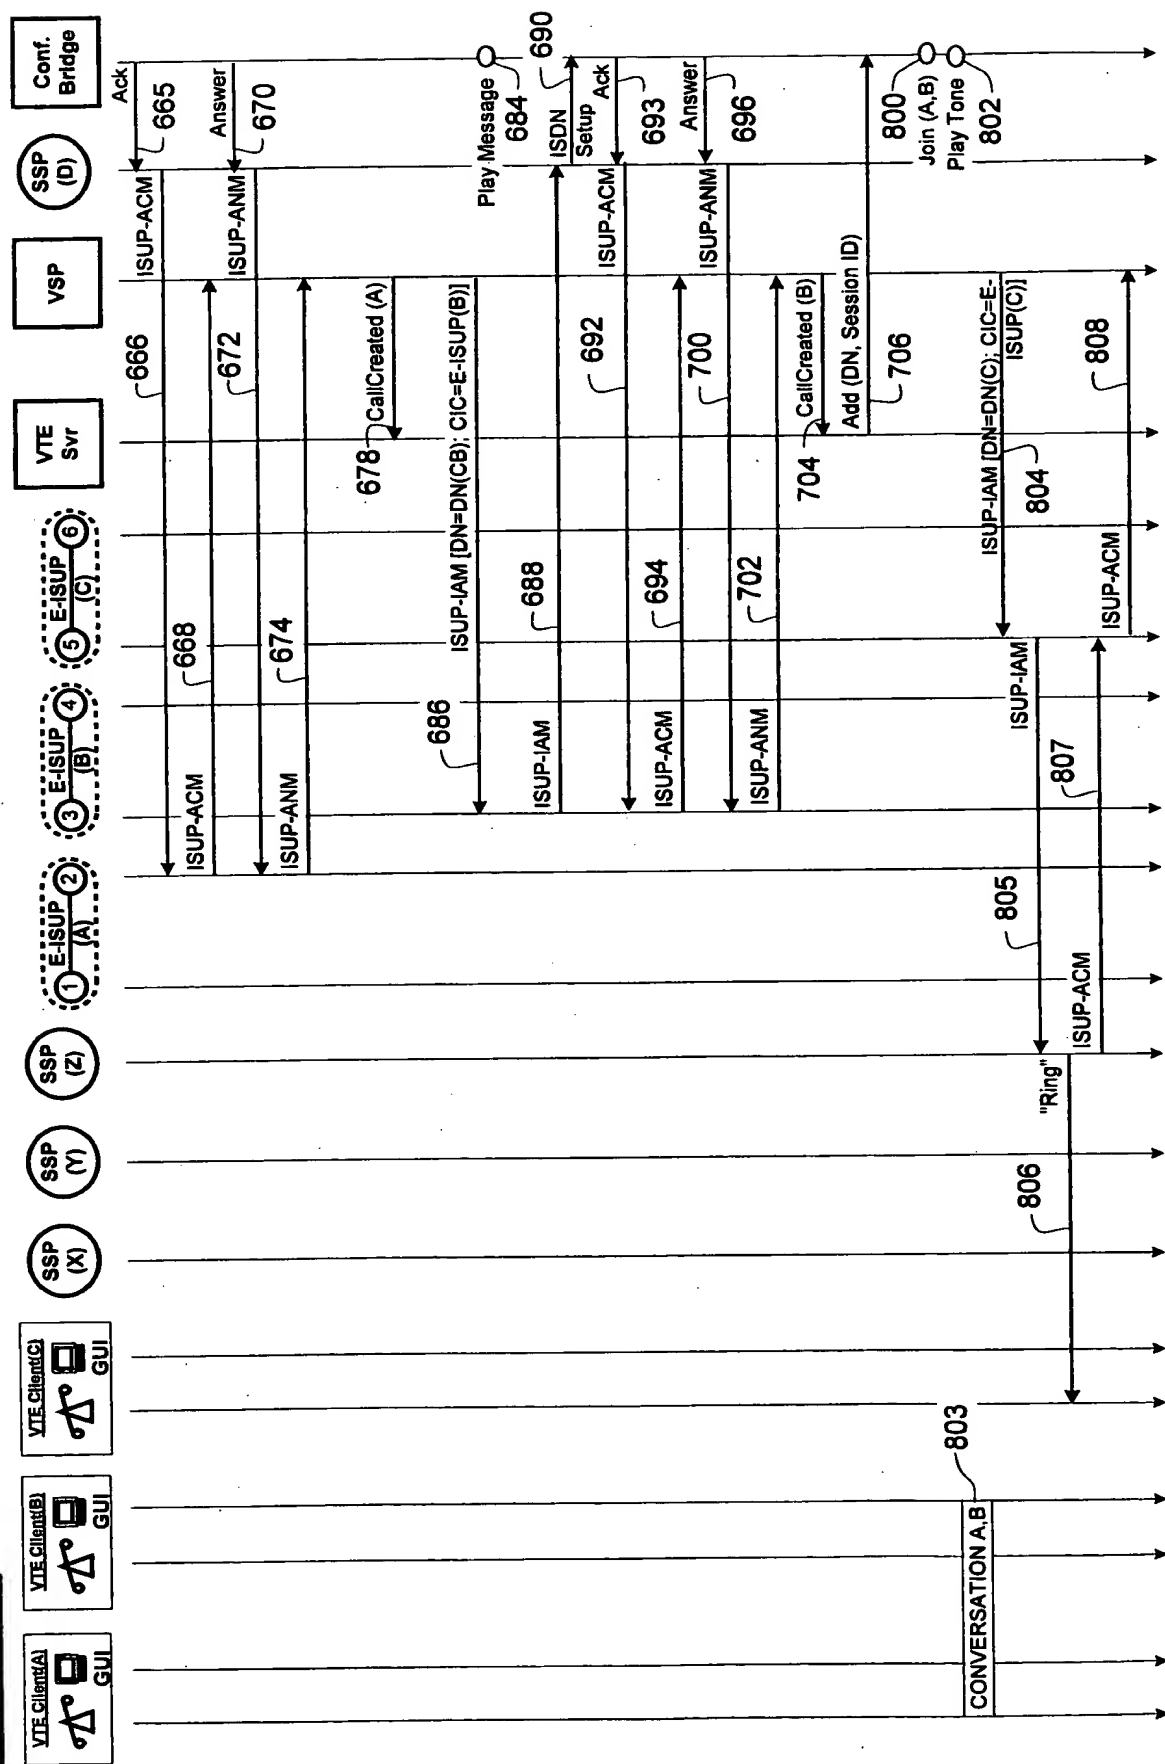 VTE Client(A)
GUI
VTE Client(B)
GUI
VTE Client(C)
GUI
SSP
(X)
SSP
(Y)
SSP
(Z)
1
E-ISUP
(A)
2
3
E-ISUP
(B)
4
5
E-ISUP
(C)
6
VTE
Svr
VSP
SSP
(D)
Conf.
Bridge
Ack
665
ISUP-ACM
666
ISUP-ACM
668
Answer
670
ISUP-ANM
672
ISUP-ANM
674
678
CallCreated (A)
Play Message
684
ISUP-IAM [DN=DN(CB); CIC=E-ISUP(B)]
686
ISUP-IAM
688
ISDN
Setup
690
Ack
693
ISUP-ACM
692
ISUP-ACM
694
Answer
696
ISUP-ANM
700
ISUP-ANM
702
CallCreated (B)
704
Add (DN, Session ID)
706
800
Join (A,B)
Play Tone
802
CONVERSATION A,B
803
ISUP-IAM [DN=DN(C); CIC=E-
ISUP(C)]
804
ISUP-IAM
805
"Ring"
806
ISUP-ACM
807
ISUP-ACM
808